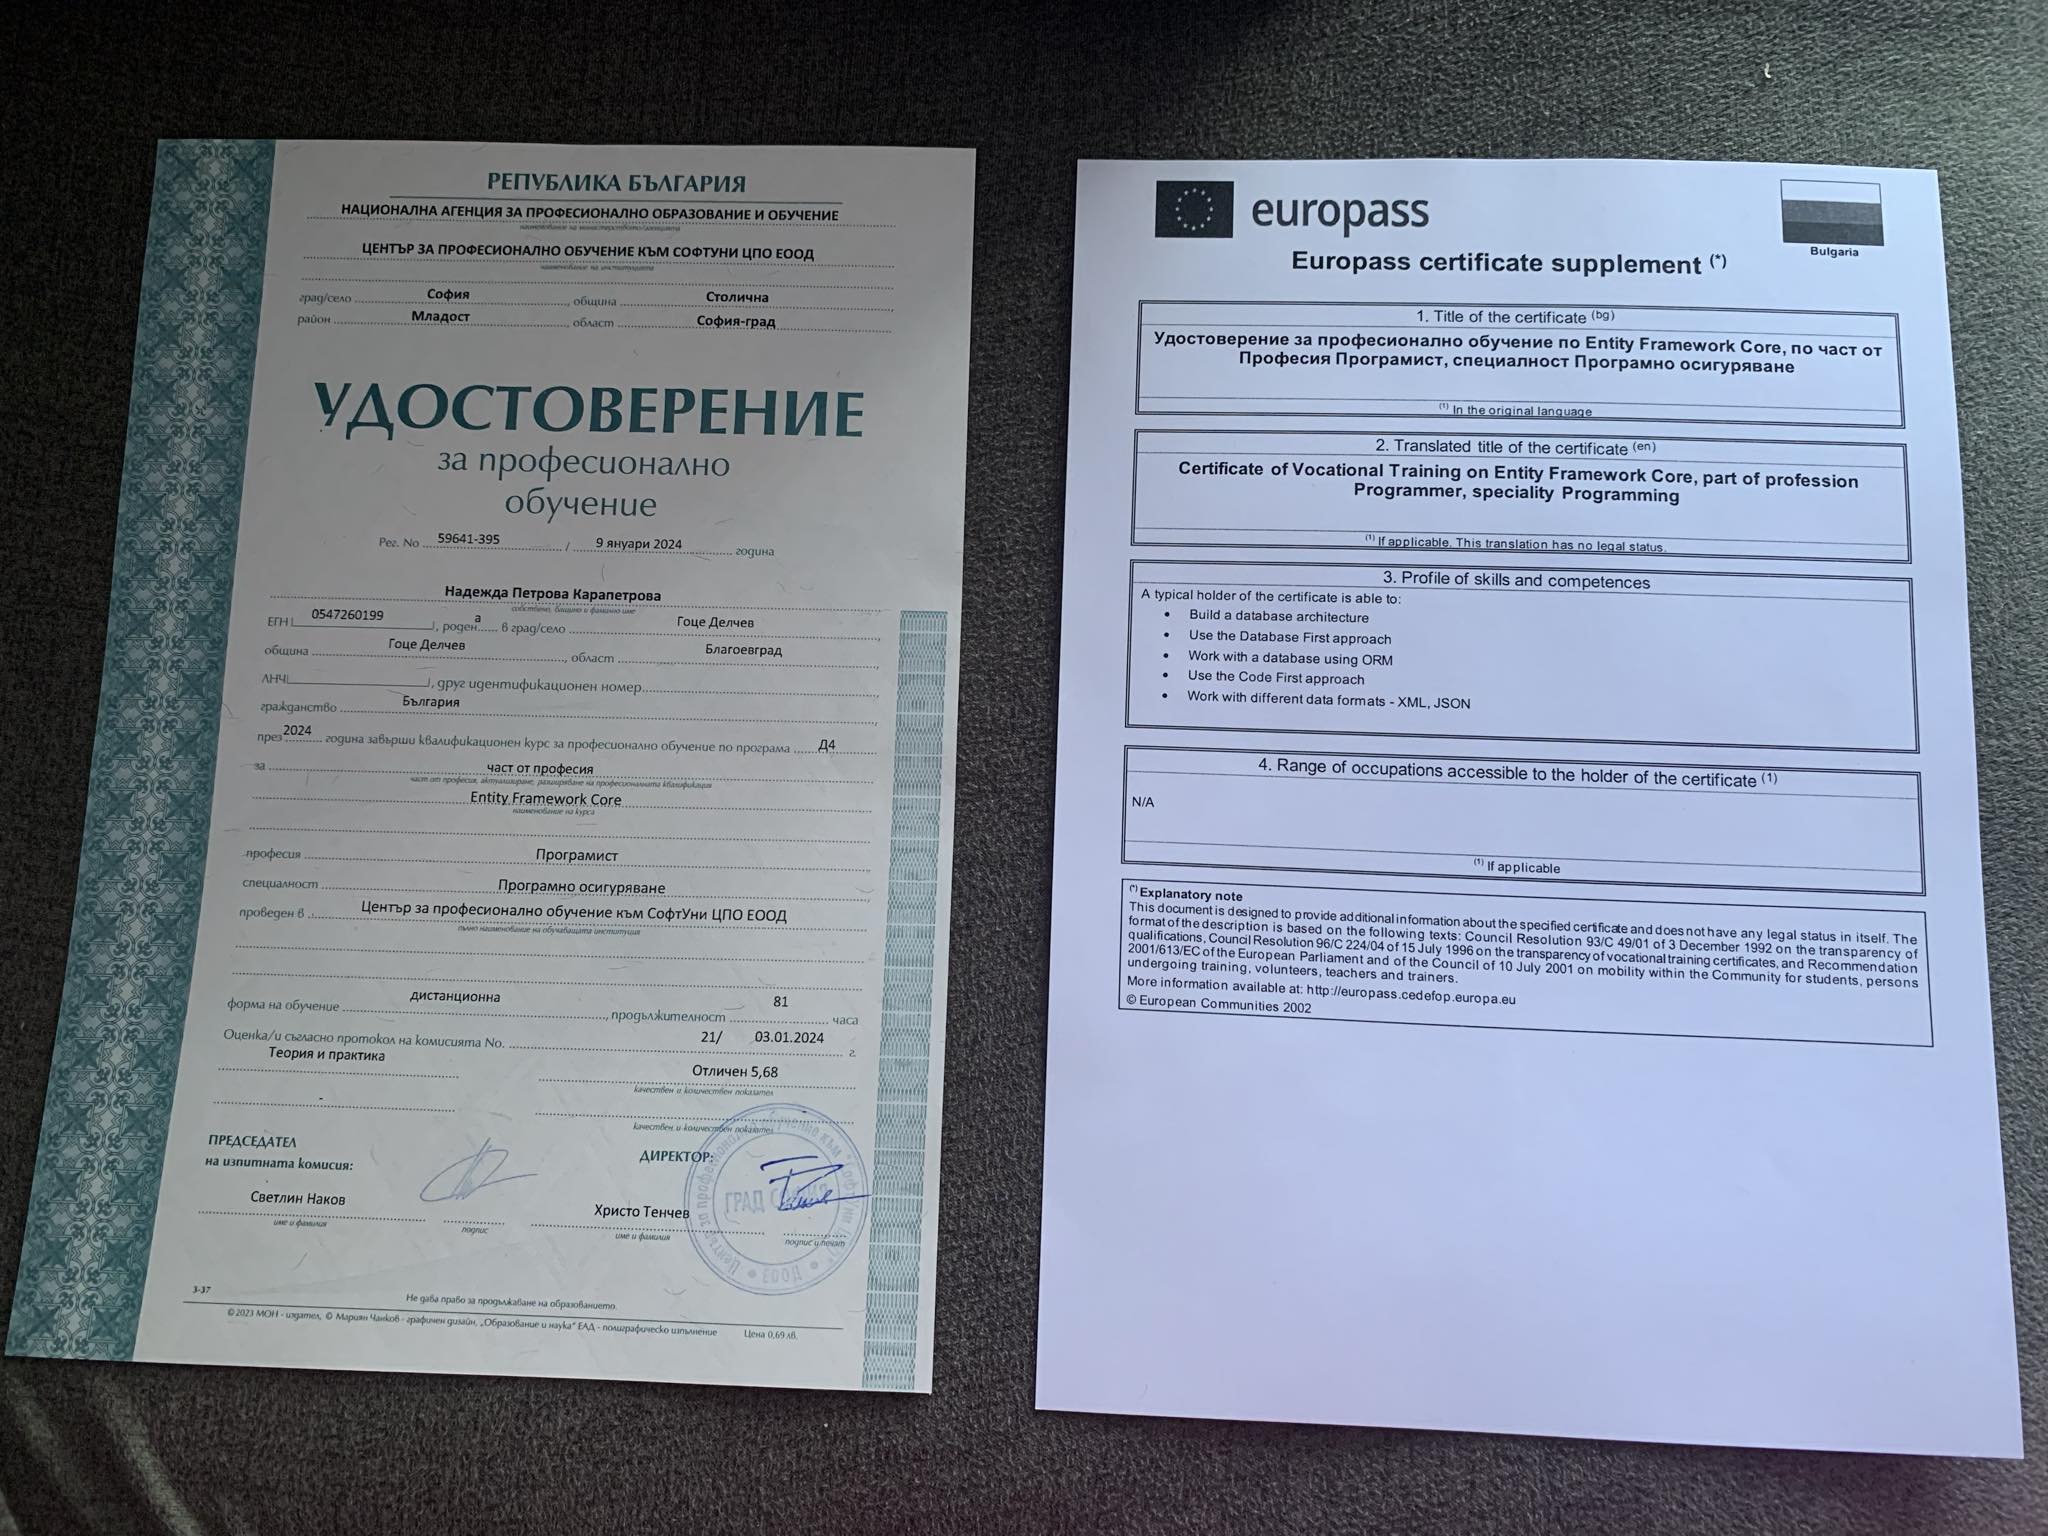 РЕПУБЛИКА БЪЛГАРИЯ
НАЦИОНАЛНА АГЕНЦИЯ ЗА ПРОФЕСИОНАЛНО ОБРАЗОВАНИЕ И ОБУЧЕНИЕ
наименование на министерството/агенцията
ЦЕНТЪР ЗА ПРОФЕСИОНАЛНО ОБУЧЕНИЕ КЪМ СОФТУНИ ЦПО ЕООД
наименование на институцията
град/село София, община Столична
район Младост, област София-град
УДОСТОВЕРЕНИЕ
за професионално
обучение
Рег. No 59641-395 / 9 януари 2024 година
Надежда Петрова Карапетрова
собствено, бащино и фамилно име
ЕГН 0547260199, роден а в град/село Гоце Делчев
община Гоце Делчев, област Благоевград
ЛНЧ, друг идентификационен номер
гражданство България
през 2024 година завърши квалификационен курс за професионално обучение по програма Д4
за част от професия
част от професия, актуализиране, разширяване на професионалната квалификация
Entity Framework Core
наименование на курса
професия Програмист
специалност Програмно осигуряване
проведен в Център за професионално обучение към СофтУни ЦПО ЕООД
пълно наименование на обучаващата институция
форма на обучение дистанционна, продължителност 81 часа
Оценка/и съгласно протокол на комисията No. 21/ 03.01.2024 г.
Теория и практика Отличен 5,68
качествен и количествен показател
-
качествен и количествен показател
ПРЕДСЕДАТЕЛ
на изпитната комисия:
ДИРЕКТОР:
Светлин Наков
Христо Тенчев
име и фамилия подпис име и фамилия подпис и печат
Център за професионално обучение към "Софтуни ЦПО" ЕООД
ГРАД СОФИЯ
3-37
Не дава право за продължаване на образованието.
©2023 МОН - издател, © Мариян Чанков - графичен дизайн, „Образование и наука“ ЕАД - полиграфическо изпълнение Цена 0,69 лв.
europass
Bulgaria
Europass certificate supplement (*)
1. Title of the certificate (bg)
Удостоверение за професионално обучение по Entity Framework Core, по част от
Професия Програмист, специалност Програмно осигуряване
(1) In the original language
2. Translated title of the certificate (en)
Certificate of Vocational Training on Entity Framework Core, part of profession
Programmer, speciality Programming
(1) If applicable. This translation has no legal status.
3. Profile of skills and competences
A typical holder of the certificate is able to:
• Build a database architecture
• Use the Database First approach
• Work with a database using ORM
• Use the Code First approach
• Work with different data formats - XML, JSON
4. Range of occupations accessible to the holder of the certificate (1)
N/A
(1) If applicable
(*) Explanatory note
This document is designed to provide additional information about the specified certificate and does not have any legal status in itself. The
format of the description is based on the following texts: Council Resolution 93/C 49/01 of 3 December 1992 on the transparency of
qualifications, Council Resolution 96/C 224/04 of 15 July 1996 on the transparency of vocational training certificates, and Recommendation
2001/613/EC of the European Parliament and of the Council of 10 July 2001 on mobility within the Community for students, persons
undergoing training, volunteers, teachers and trainers.
More information available at: http://europass.cedefop.europa.eu
© European Communities 2002